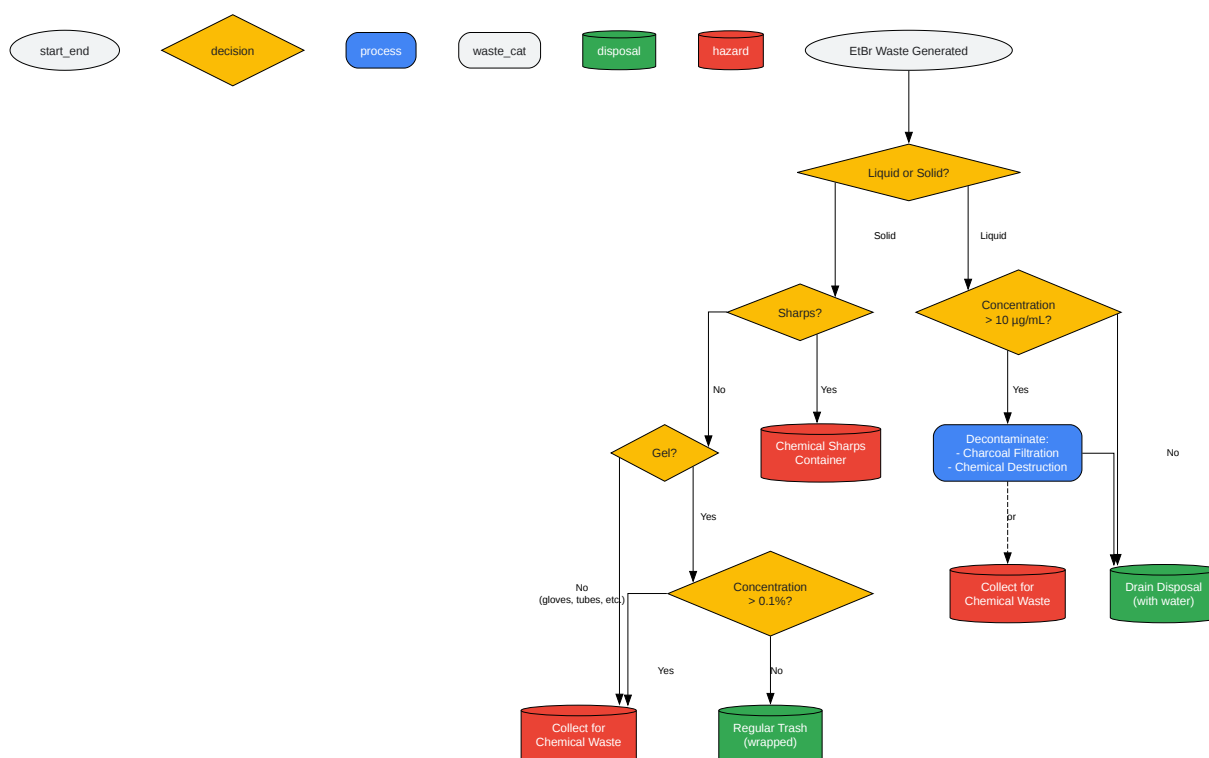 start_end
decision
process
waste_cat
disposal
hazard
EtBr Waste Generated
Liquid or Solid?
Solid
Liquid
Sharps?
Concentration
> 10 µg/mL?
No
Yes
Yes
Gel?
Chemical Sharps
Container
Decontaminate:
- Charcoal Filtration
- Chemical Destruction
No
Yes
or
No
(gloves, tubes, etc.)
Concentration
> 0.1%?
Collect for
Chemical Waste
Drain Disposal
(with water)
Yes
No
Collect for
Chemical Waste
Regular Trash
(wrapped)